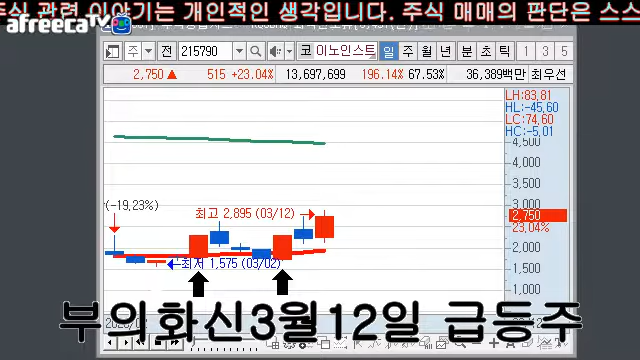 주식 관련 이야기는 개인적인 생각입니다. 주식 매매의 판단은 스스
afreecaTV
주 전 215790 코 이노인스트 일 주 월 년 분 초 틱 1 3 5
2,750 ▲ 515 +23.04% 13,697,699 196.14% 67.53% 36,389백만 최우선
LH:83,81
HL:-45,60
LC:74,60
HC:-5,01
4,500
4,000
3,500
3,000
2,750
23.04%
2,000
1,500
1,000
(-19,23%)
최고 2,895 (03/12)
최저 1,575 (03/02)
부의화신3월12일 급등주